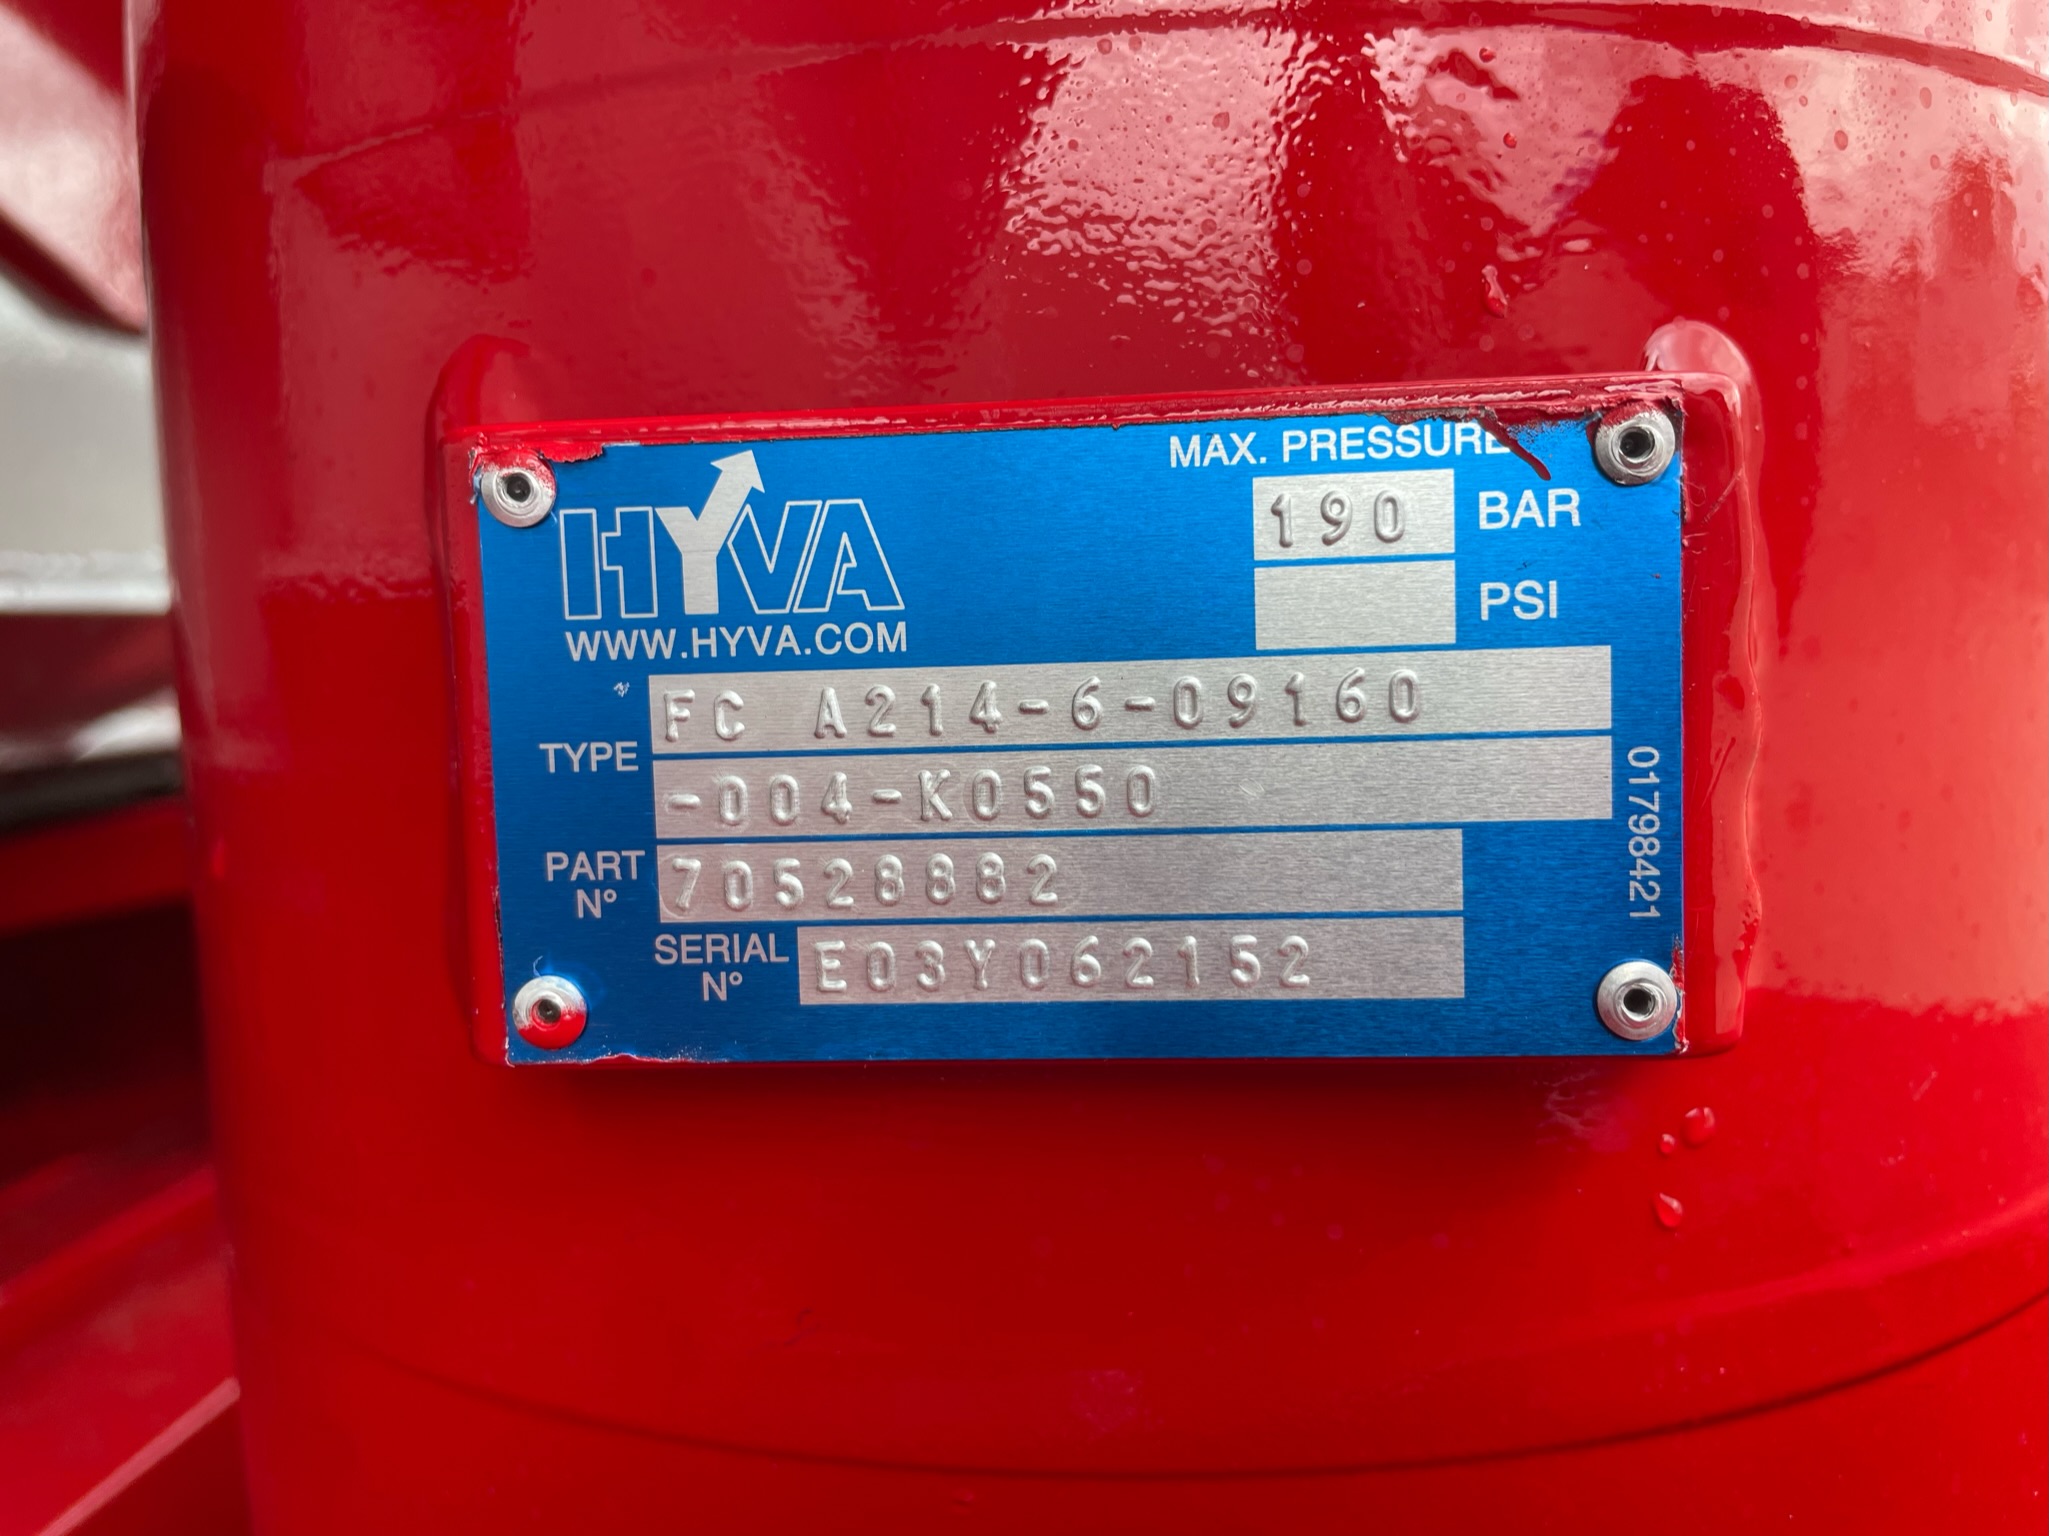 HYVA
WWW.HYVA.COM
MAX. PRESSURE
190 BAR
PSI
TYPE
FC A214-6-09160
-004-K0550
PART N° 70528882
SERIAL N° E03Y062152
01798421